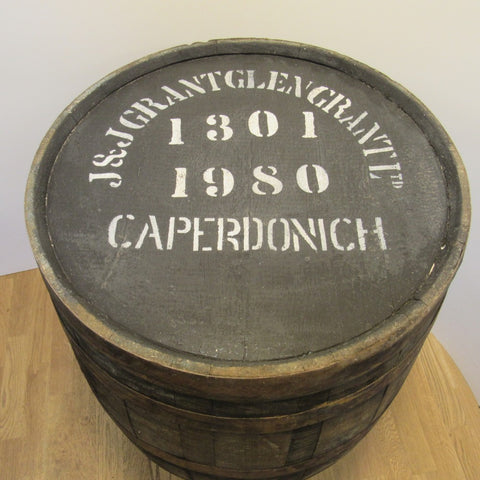 J&J GRANT GLEN GRANT LTD
1301
1980
CAPERDONICH